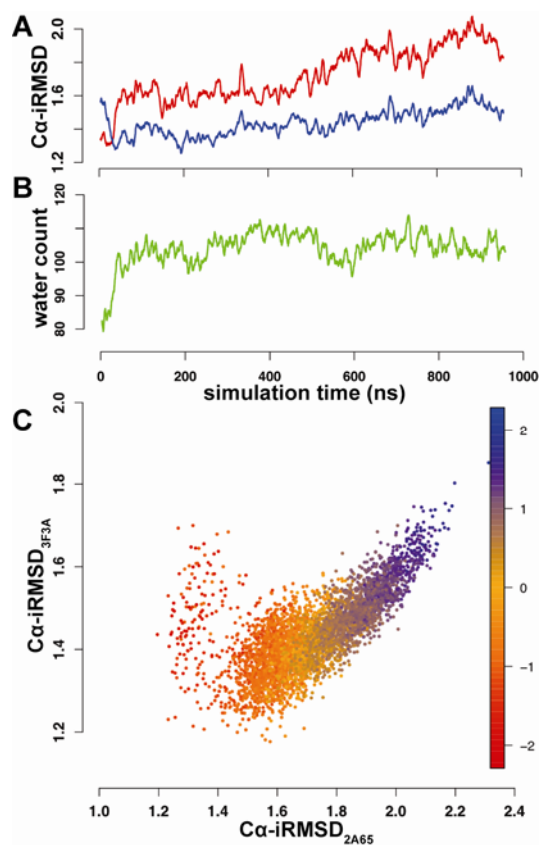 A
Cα-iRMSD
2.0
1.6
1.2
B
water count
120
100
90
80
0 200 400 600 800 1000
simulation time (ns)
C
Cα-iRMSD3F3A
2.0
1.8
1.6
1.4
1.2
1.0 1.2 1.4 1.6 1.8 2.0 2.2 2.4
Cα-iRMSD2A65
2
1
0
-1
-2